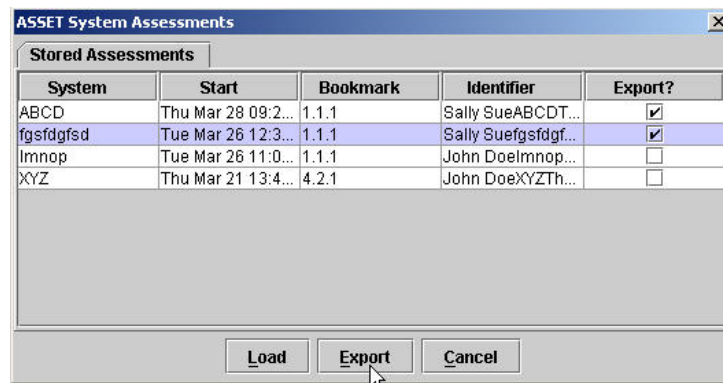 ASSET System Assessments
Stored Assessments
System Start Bookmark Identifier Export?
ABCD Thu Mar 28 09:2... 1.1.1 Sally SueABCDT...
fgsfdgfsd Tue Mar 26 12:3... 1.1.1 Sally Suefgsfdgf...
lmnop Tue Mar 26 11:0... 1.1.1 John Doelmnop...
XYZ Thu Mar 21 13:4... 4.2.1 John DoeXYZTh...
Load Export Cancel